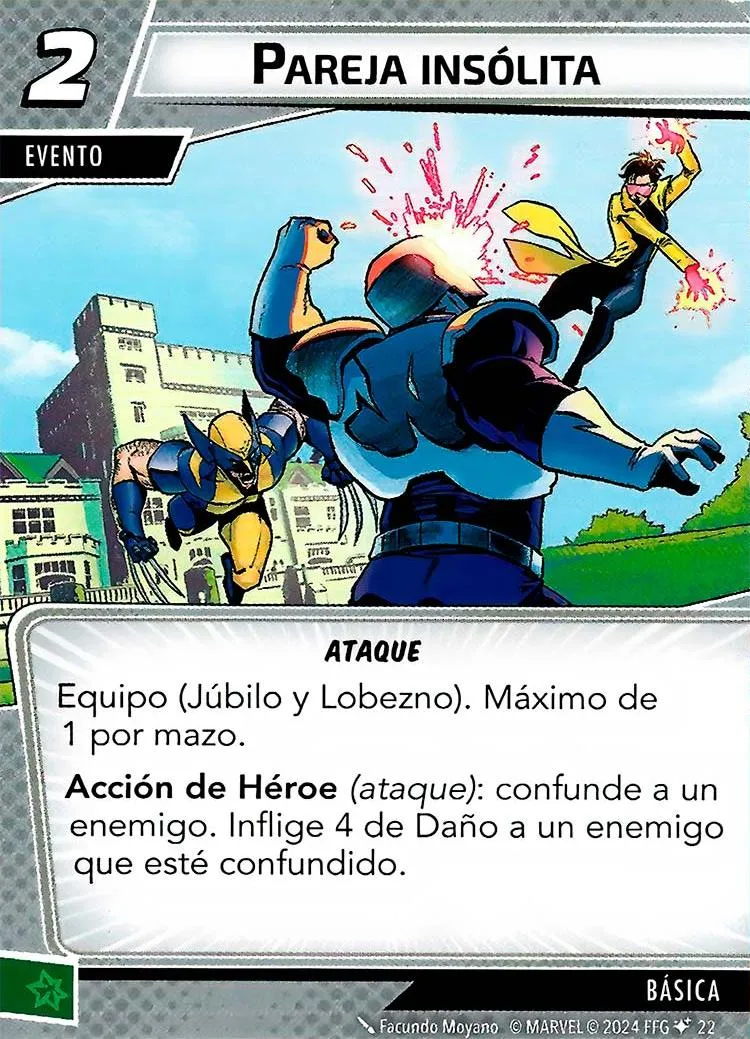 2
PAREJA INSÓLITA
EVENTO
ATAQUE
Equipo (Júbilo y Lobezno). Máximo de
1 por mazo.
Acción de Héroe (ataque): confunde a un
enemigo. Inflige 4 de Daño a un enemigo
que esté confundido.
BÁSICA
Facundo Moyano © MARVEL © 2024 FFG 22